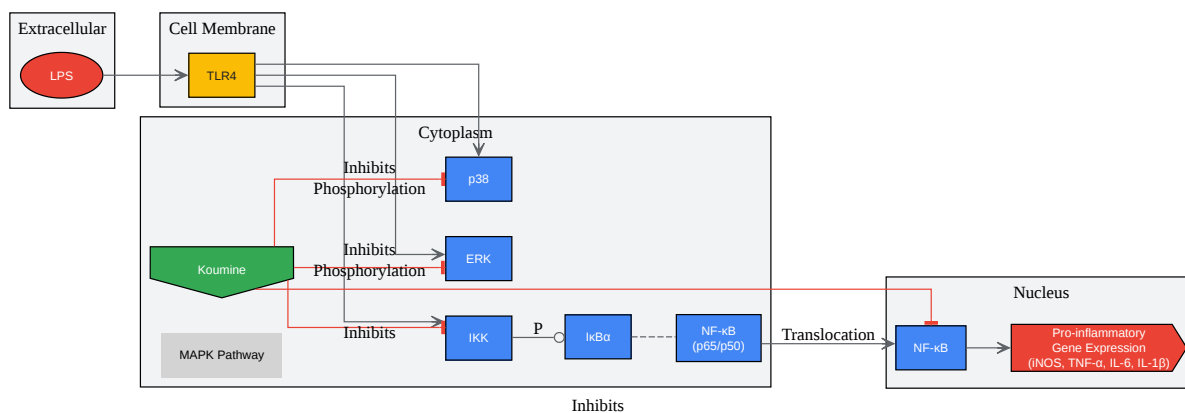 Extracellular
Cell Membrane
LPS
TLR4
Cytoplasm
Inhibits
Phosphorylation
p38
Inhibits
Phosphorylation
ERK
Koumine
Nucleus
Inhibits
IKK
P
IκBα
NF-κB
(p65/p50)
Translocation
NF-κB
Pro-inflammatory
Gene Expression
(iNOS, TNF-α, IL-6, IL-1β)
MAPK Pathway
Inhibits